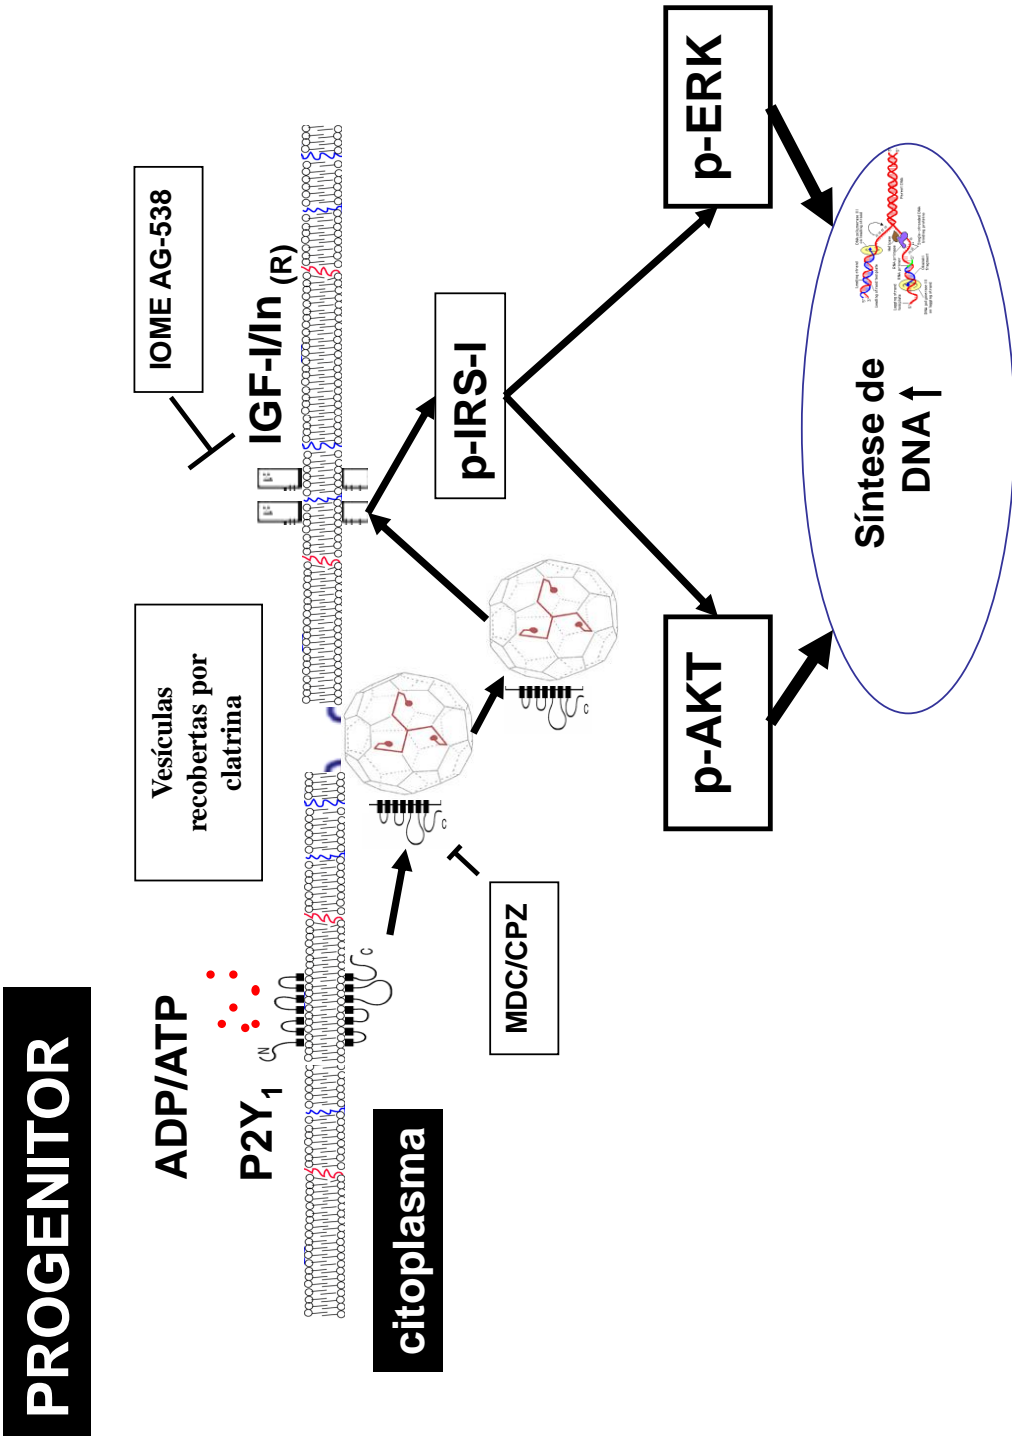 PROGENITOR
ADP/ATP
P2Y1
CN
C
citoplasma
Vesículas
recobertas por
clatrina
MDC/CPZ
C
C
IOME AG-538
IGF-I/In (R)
p-IRS-I
p-AKT
p-ERK
Síntese de
DNA